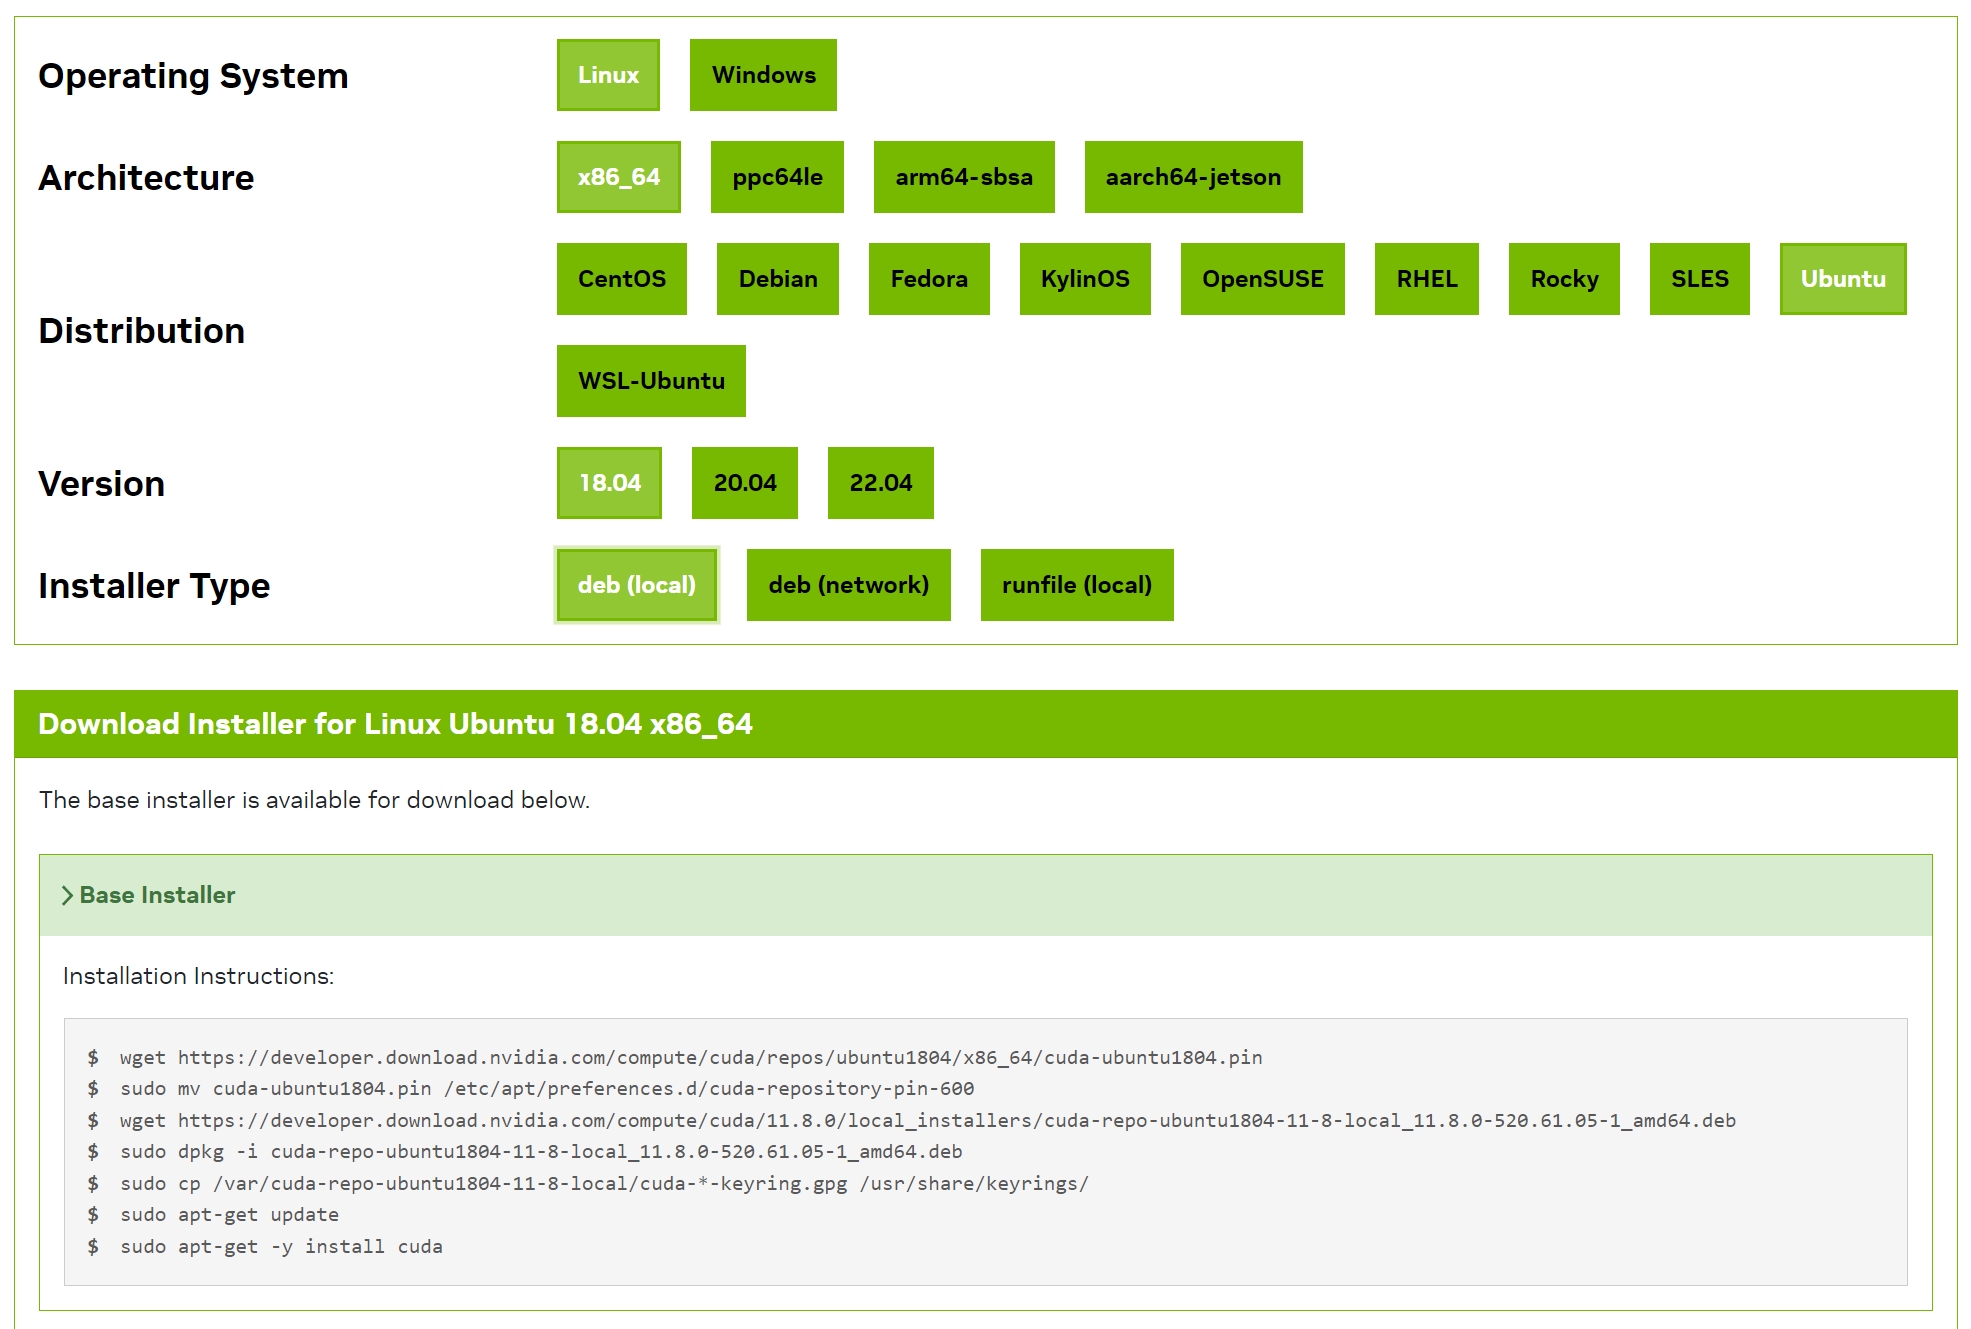 Operating System
Linux Windows
Architecture
x86_64 ppc64le arm64-sbsa aarch64-jetson
Distribution
CentOS Debian Fedora KylinOS OpenSUSE RHEL Rocky SLES Ubuntu
WSL-Ubuntu
Version
18.04 20.04 22.04
Installer Type
deb (local) deb (network) runfile (local)
Download Installer for Linux Ubuntu 18.04 x86_64
The base installer is available for download below.
Base Installer
Installation Instructions:
$ wget https://developer.download.nvidia.com/compute/cuda/repos/ubuntu1804/x86_64/cuda-ubuntu1804.pin
$ sudo mv cuda-ubuntu1804.pin /etc/apt/preferences.d/cuda-repository-pin-600
$ wget https://developer.download.nvidia.com/compute/cuda/11.8.0/local_installers/cuda-repo-ubuntu1804-11-8-local_11.8.0-520.61.05-1_amd64.deb
$ sudo dpkg -i cuda-repo-ubuntu1804-11-8-local_11.8.0-520.61.05-1_amd64.deb
$ sudo cp /var/cuda-repo-ubuntu1804-11-8-local/cuda-*-keyring.gpg /usr/share/keyrings/
$ sudo apt-get update
$ sudo apt-get -y install cuda